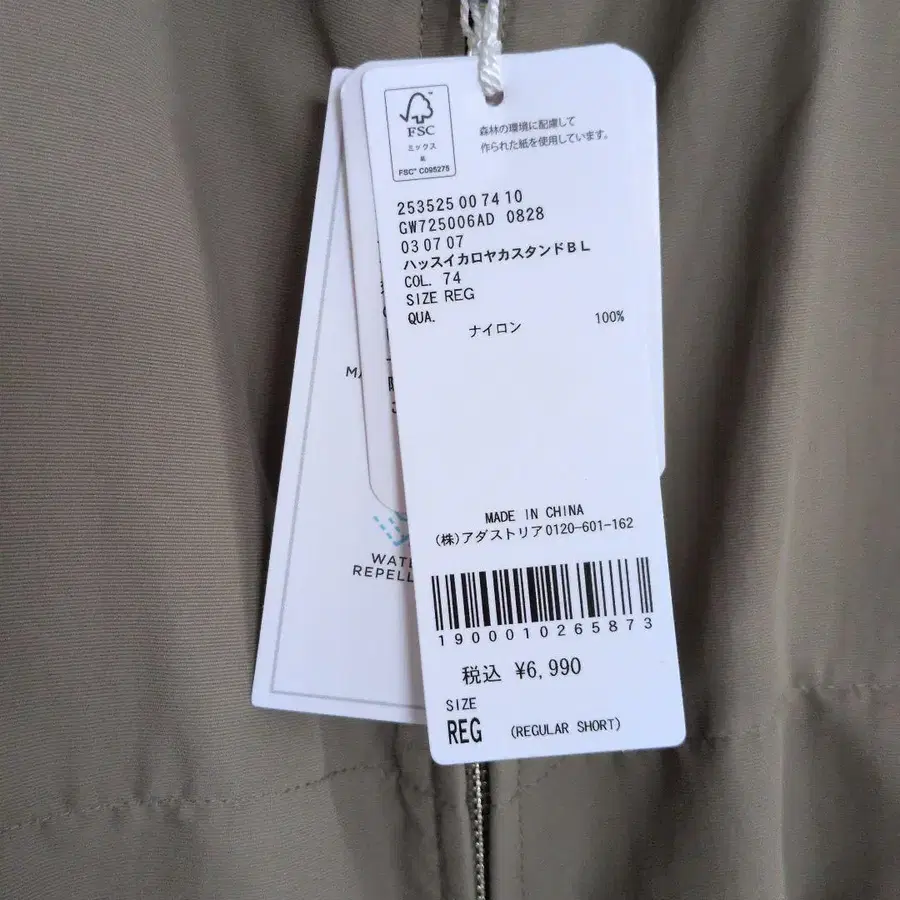 FSC
ミックス
紙
FSC™ C095275
森林の環境に配慮して
作られた紙を使用しています。
253525 00 74 10
GW725006AD 0828
03 07 07
ハッスイカロヤカスタンドBL
COL. 74
SIZE REG
QUA.
ナイロン 100%
MADE IN CHINA
(株)アダストリア0120-601-162
1900010265873
税込 ¥6,990
SIZE
REG (REGULAR SHORT)
WATE
REPELL